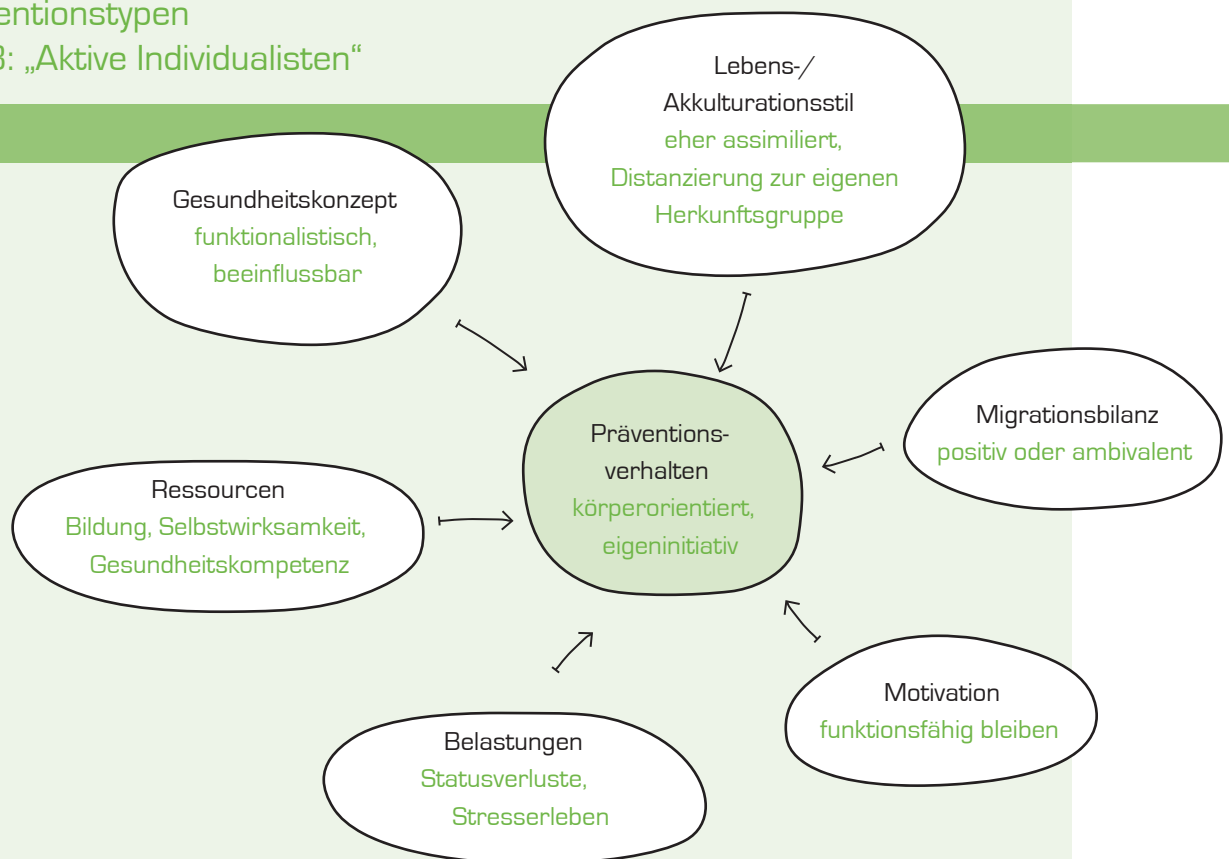 entionstypen
3: „Aktive Individualisten“
Lebens-/
Akkulturationsstil
eher assimiliert,
Distanzierung zur eigenen
Herkunftsgruppe
Gesundheitskonzept
funktionalistisch,
beeinflussbar
Migrationsbilanz
positiv oder ambivalent
Präventions-
verhalten
körperorientiert,
eigeninitiativ
Ressourcen
Bildung, Selbstwirksamkeit,
Gesundheitskompetenz
Motivation
funktionsfähig bleiben
Belastungen
Statusverluste,
Stresserleben